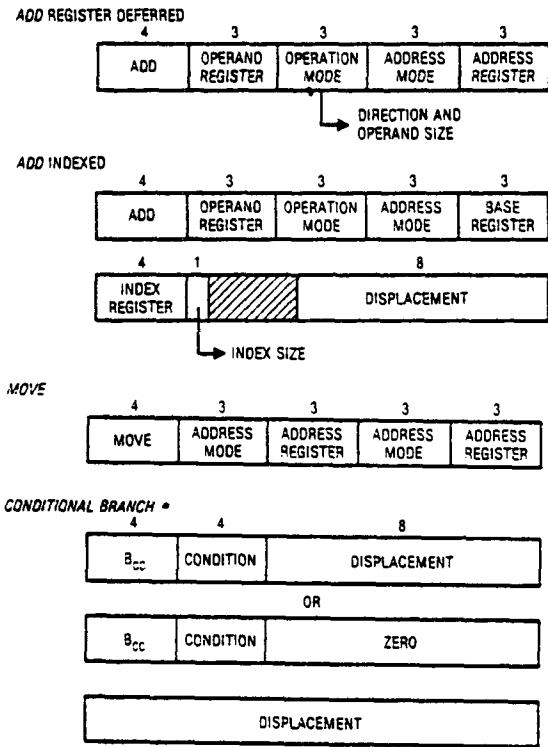 ADD REGISTER DEFERRED
4 3 3 3 3
ADD OPERAND REGISTER OPERATION MODE ADDRESS MODE ADDRESS REGISTER
DIRECTION AND
OPERAND SIZE
ADD INDEXED
4 3 3 3 3
ADD OPERAND REGISTER OPERATION MODE ADDRESS MODE BASE REGISTER
4 1 8
INDEX REGISTER DISPLACEMENT
INDEX SIZE
MOVE
4 3 3 3 3
MOVE ADDRESS MODE ADDRESS REGISTER ADDRESS MODE ADDRESS REGISTER
CONDITIONAL BRANCH *
4 4 8
BCC CONDITION DISPLACEMENT
OR
BCC CONDITION ZERO
DISPLACEMENT